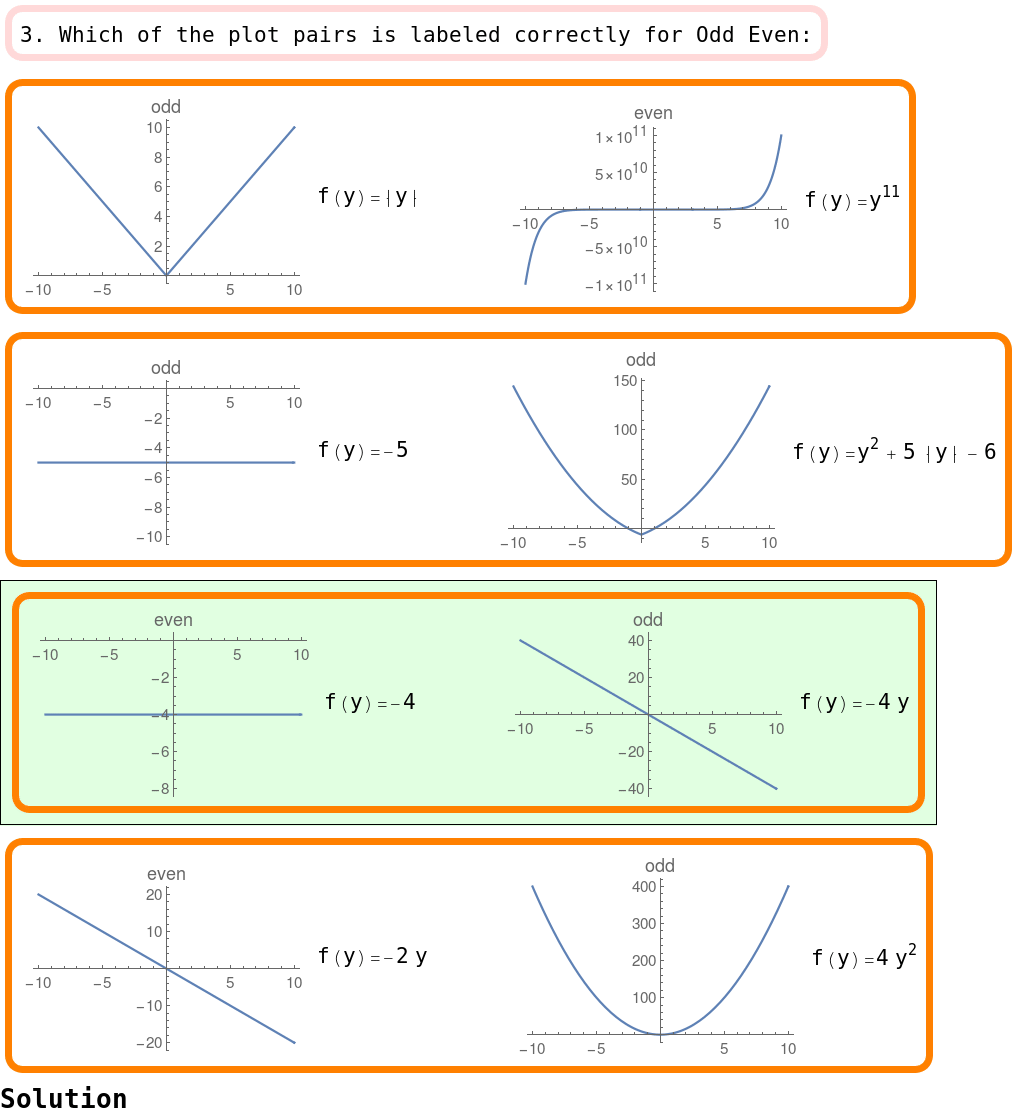 3. Which of the plot pairs is labeled correctly for Odd Even:
odd
10
8
6
4
2
−10 −5 5 10
f(y)=|y|
even
1×10^11
5×10^10
−10 −5 5 10
−5×10^10
−1×10^11
f(y)=y^11
odd
−10 −5 5 10
−2
−4
−6
−8
−10
f(y)=−5
odd
150
100
50
−10 −5 5 10
f(y)=y^2 + 5 |y| − 6
even
−10 −5 5 10
−2
−4
−6
−8
f(y)=−4
odd
40
20
−10 −5 5 10
−20
−40
f(y)=−4 y
even
20
10
−10 −5 5 10
−10
−20
f(y)=−2 y
odd
400
300
200
100
−10 −5 5 10
f(y)=4 y^2
Solution